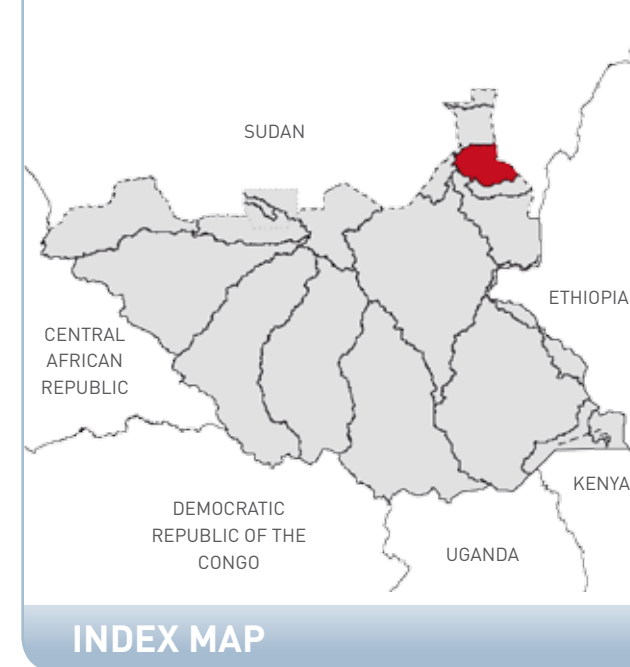 SUDAN
ETHIOPIA
CENTRAL
AFRICAN
REPUBLIC
KENYA
DEMOCRATIC
REPUBLIC OF THE
CONGO
UGANDA
INDEX MAP